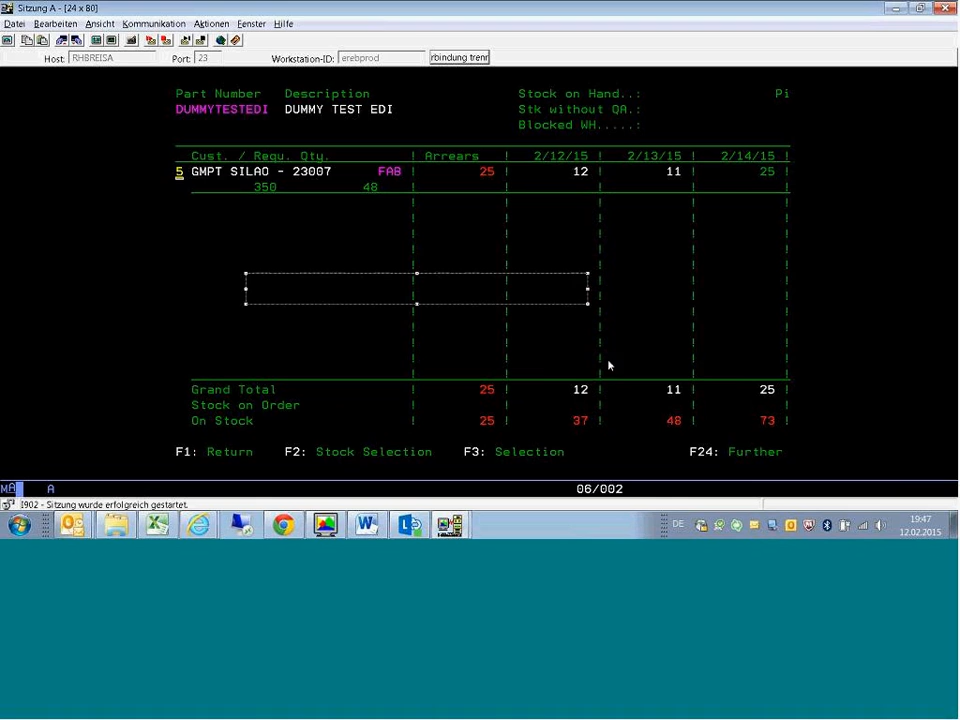 Sitzung A - [24 x 80]
Datei Bearbeiten Ansicht Kommunikation Aktionen Fenster Hilfe
Host: RHBREISA Port: 23 Workstation-ID: erebprod rbindung trenr
Part Number Description Stock on Hand..: Pi
DUMMYTESTEDI DUMMY TEST EDI Stk without QA.:
Blocked WH.....:
Cust. / Requ. Qty. ! Arrears ! 2/12/15 ! 2/13/15 ! 2/14/15 !
5 GMPT SILAO - 23007 FAB ! 25 ! 12 ! 11 ! 25 !
350 48 ! ! ! ! !
Grand Total ! 25 ! 12 ! 11 ! 25 !
Stock on Order ! ! ! ! !
On Stock ! 25 ! 37 ! 48 ! 73 !
F1: Return F2: Stock Selection F3: Selection F24: Further
MA A 06/002
I902 - Sitzung wurde erfolgreich gestartet.
DE 19:47
12.02.2015